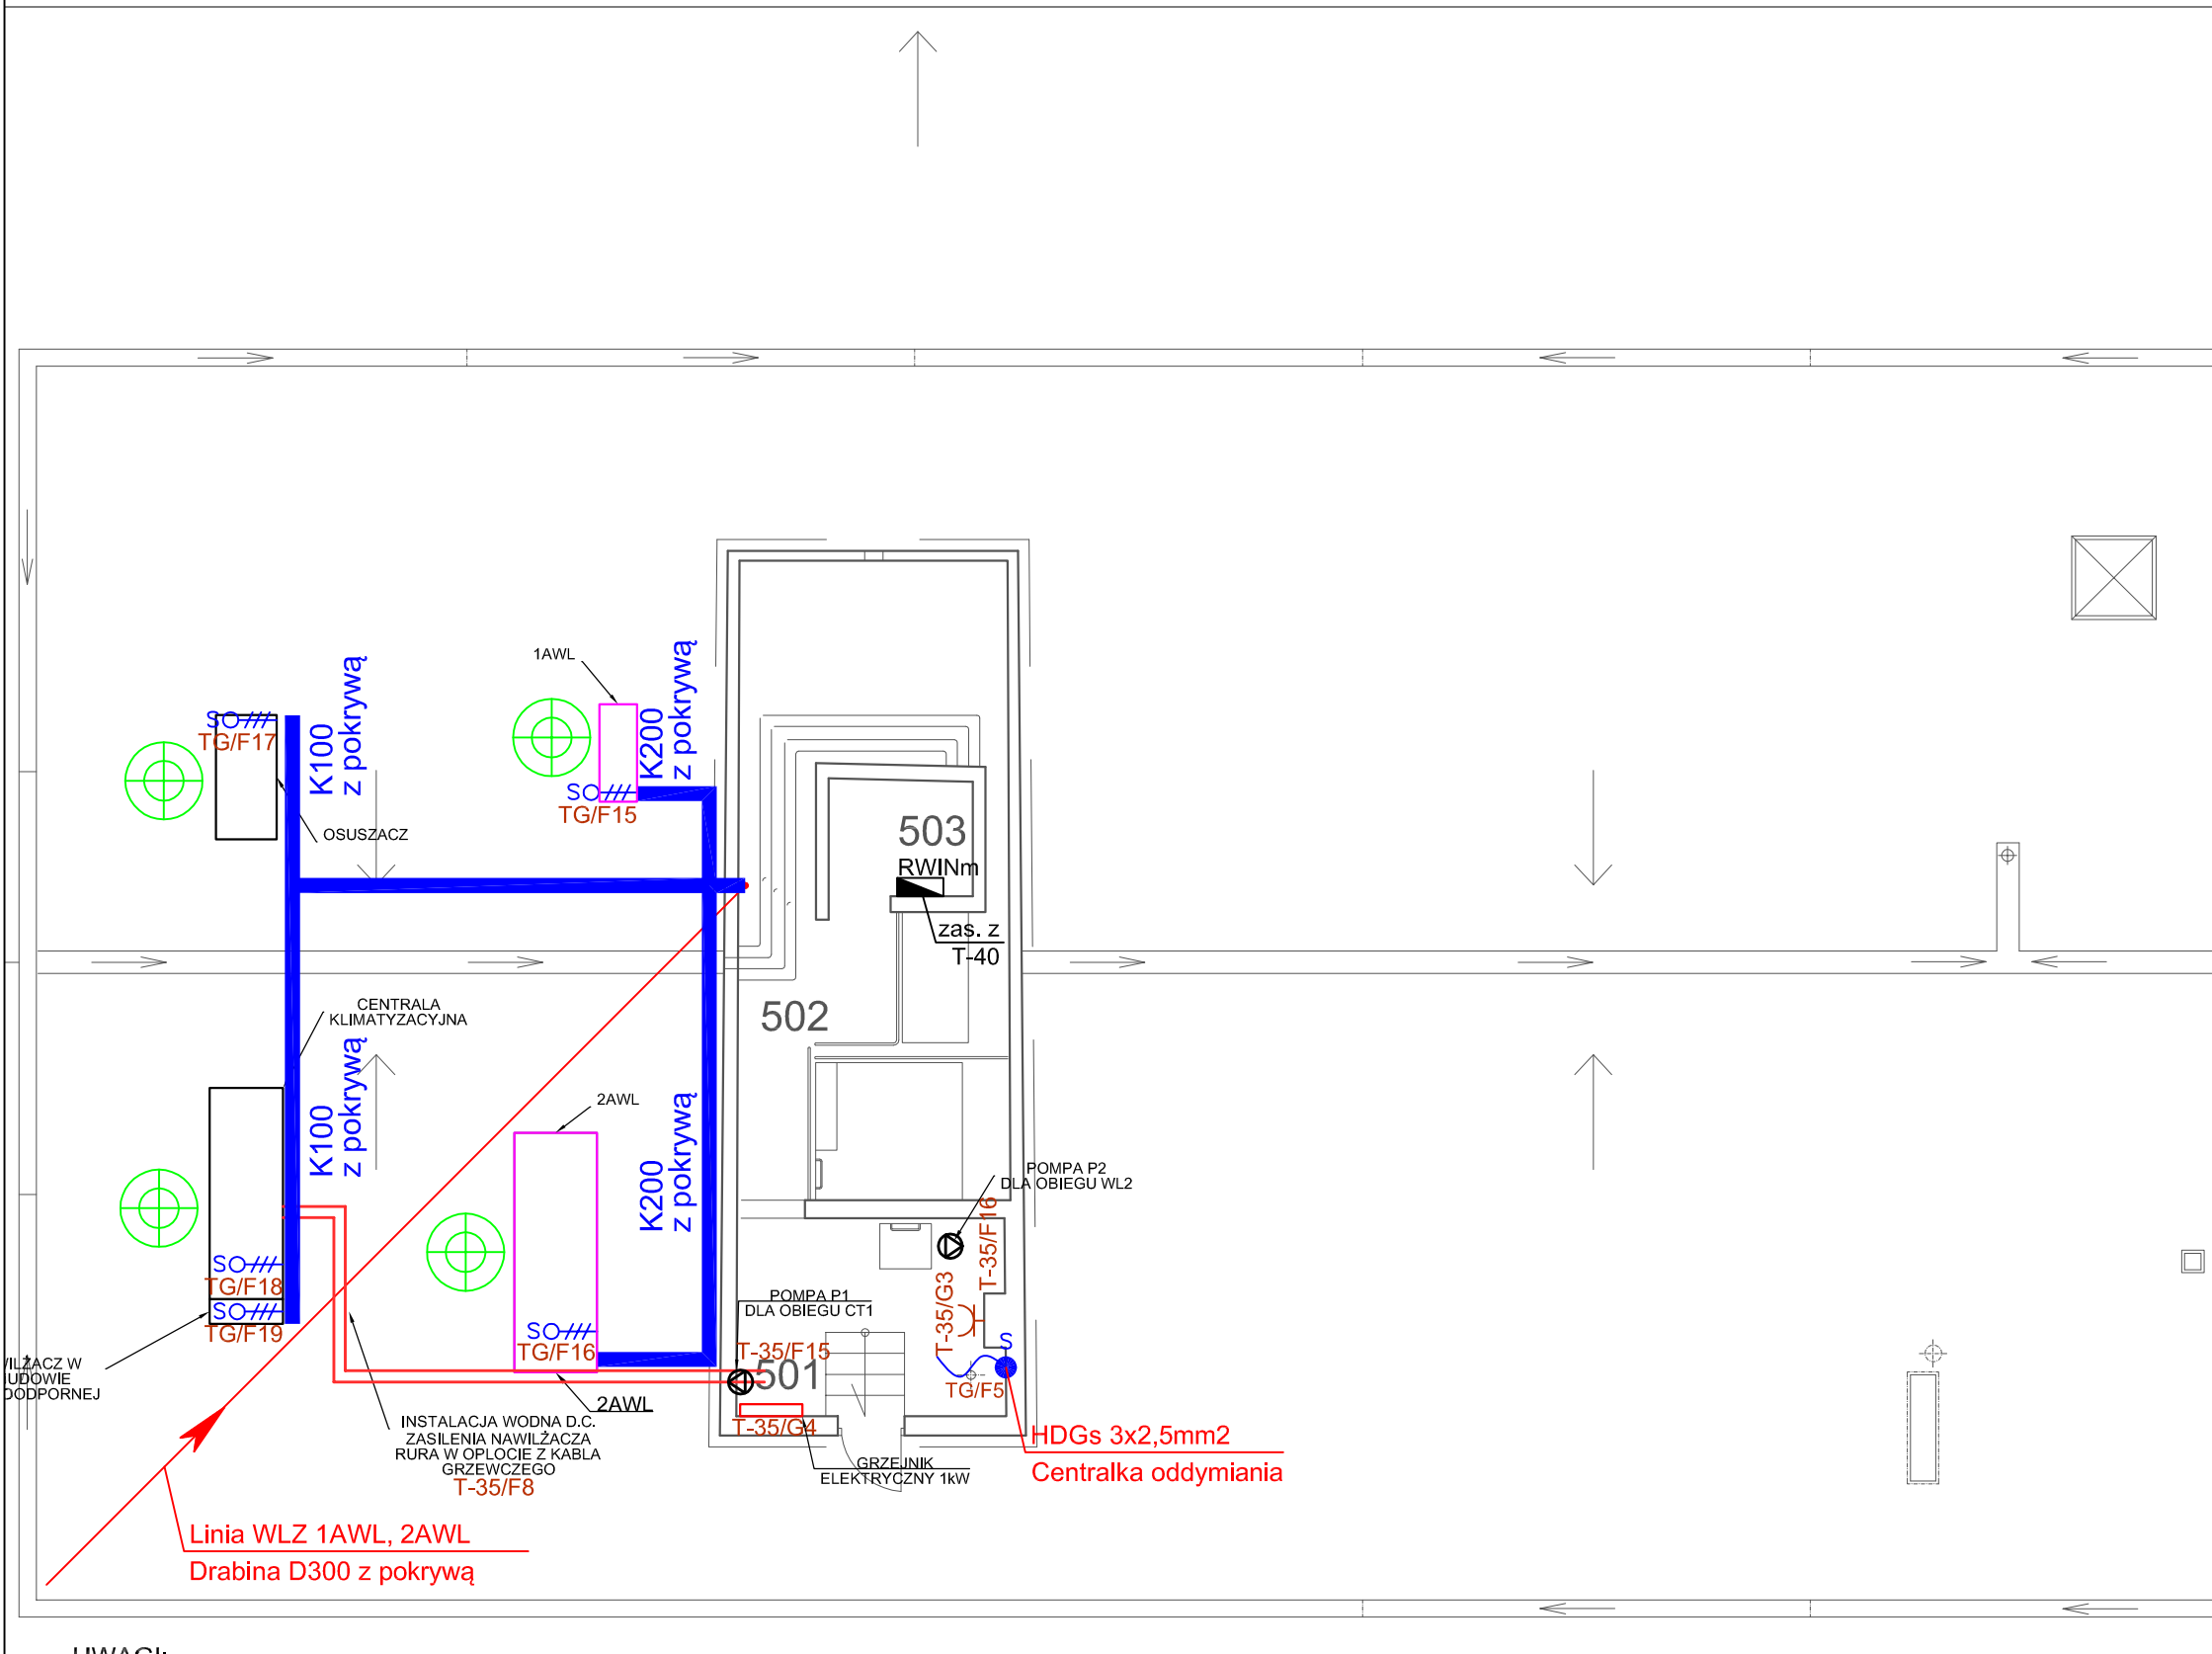 1AWL
K200
z pokrywą
K100
z pokrywą
SO
TG/F17
SO
TG/F15
OSUSZACZ
503
RWINm
zas. z
T-40
CENTRALA
KLIMATYZACYJNA
502
K100
z pokrywą
2AWL
K200
z pokrywą
POMPA P2
DLA OBIEGU WL2
T-35/F16
T-35/G3
SO
TG/F18
SO
TG/F19
POMPA P1
DLA OBIEGU CT1
SO
TG/F16
T-35/F15
501
S
TG/F5
ILŻACZ W
UDOWIE
ODPORNEJ
2AWL
T-35/G4
INSTALACJA WODNA D.C.
ZASILENIA NAWILŻACZA
RURA W OPLOCIE Z KABLA
GRZEWCZEGO
T-35/F8
GRZEJNIK
ELEKTRYCZNY 1kW
HDGs 3x2,5mm2
Centralka oddymiania
Linia WLZ 1AWL, 2AWL
Drabina D300 z pokrywą
UWAGI: